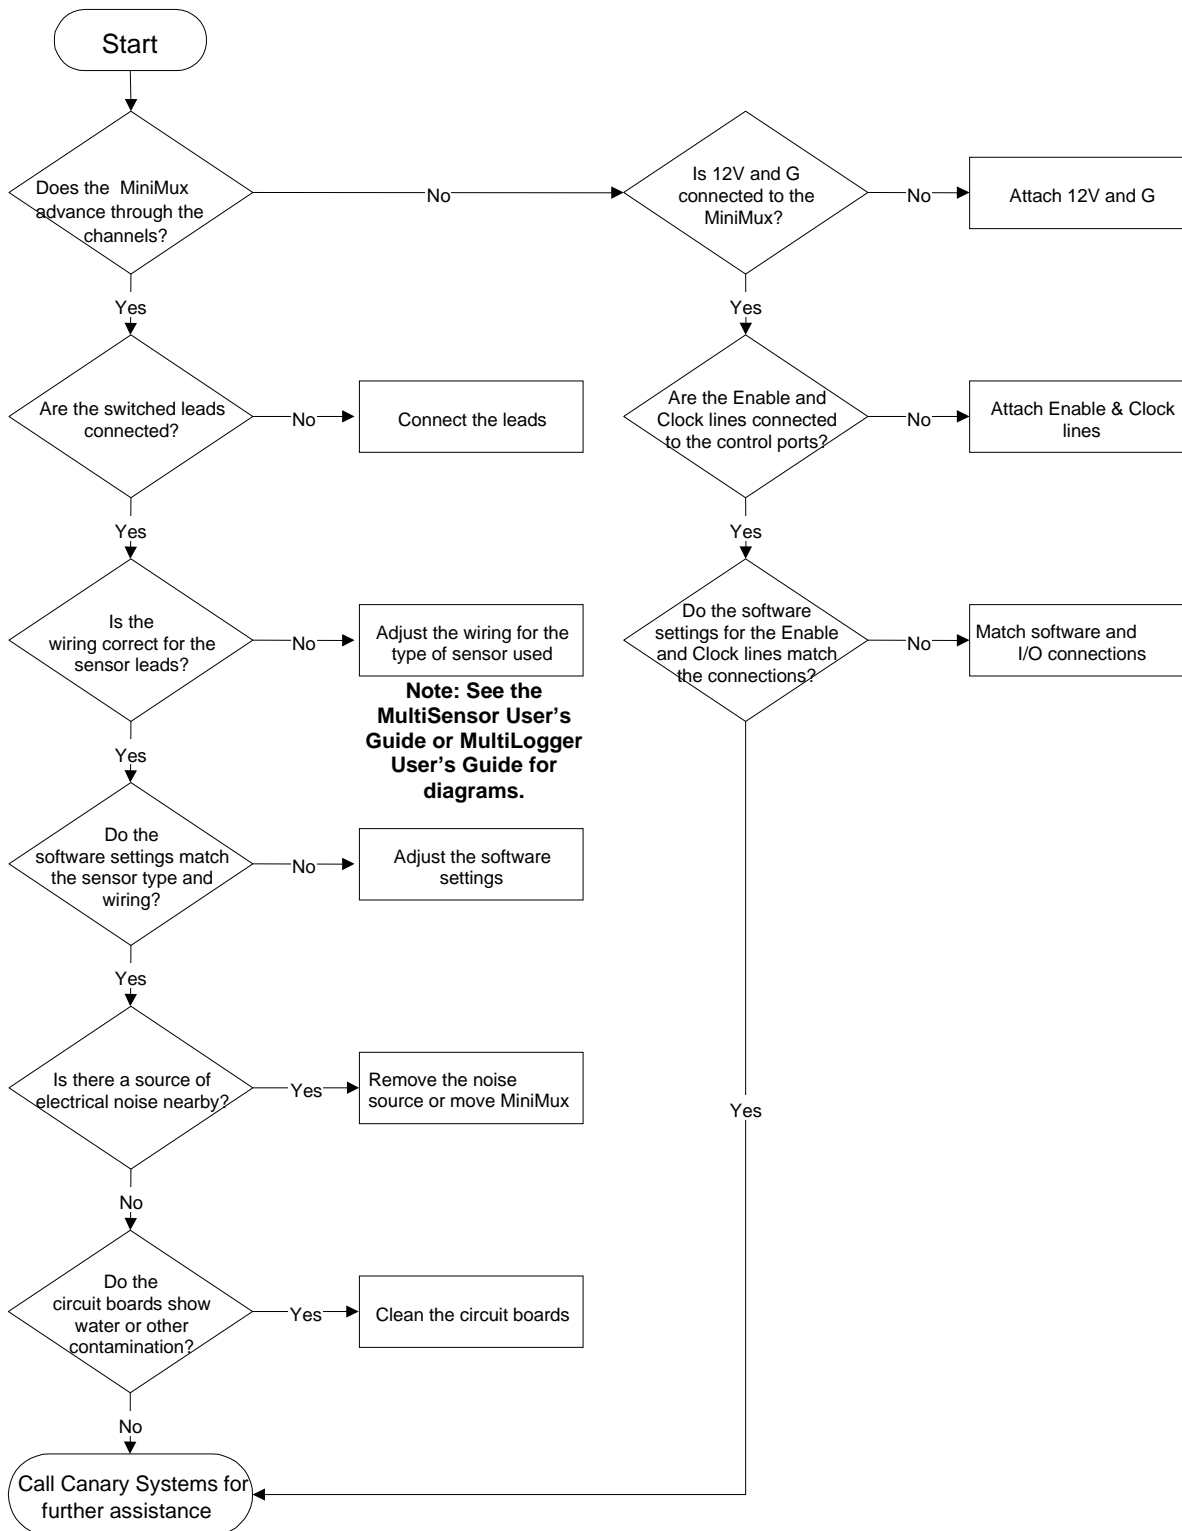 Start
Does the MiniMux
advance through the
channels?
No
Is 12V and G
connected to the
MiniMux?
No
Attach 12V and G
Yes
Yes
Are the switched leads
connected?
No
Connect the leads
Are the Enable and
Clock lines connected
to the control ports?
No
Attach Enable & Clock
lines
Yes
Yes
Is the
wiring correct for the
sensor leads?
No
Adjust the wiring for the
type of sensor used
Note: See the
MultiSensor User’s
Guide or MultiLogger
User’s Guide for
diagrams.
Do the software
settings for the Enable
and Clock lines match
the connections?
No
Match software and
I/O connections
Yes
Do the
software settings match
the sensor type and
wiring?
No
Adjust the software
settings
Yes
Is there a source of
electrical noise nearby?
Yes
Remove the noise
source or move MiniMux
Yes
No
Do the
circuit boards show
water or other
contamination?
Yes
Clean the circuit boards
No
Call Canary Systems for
further assistance